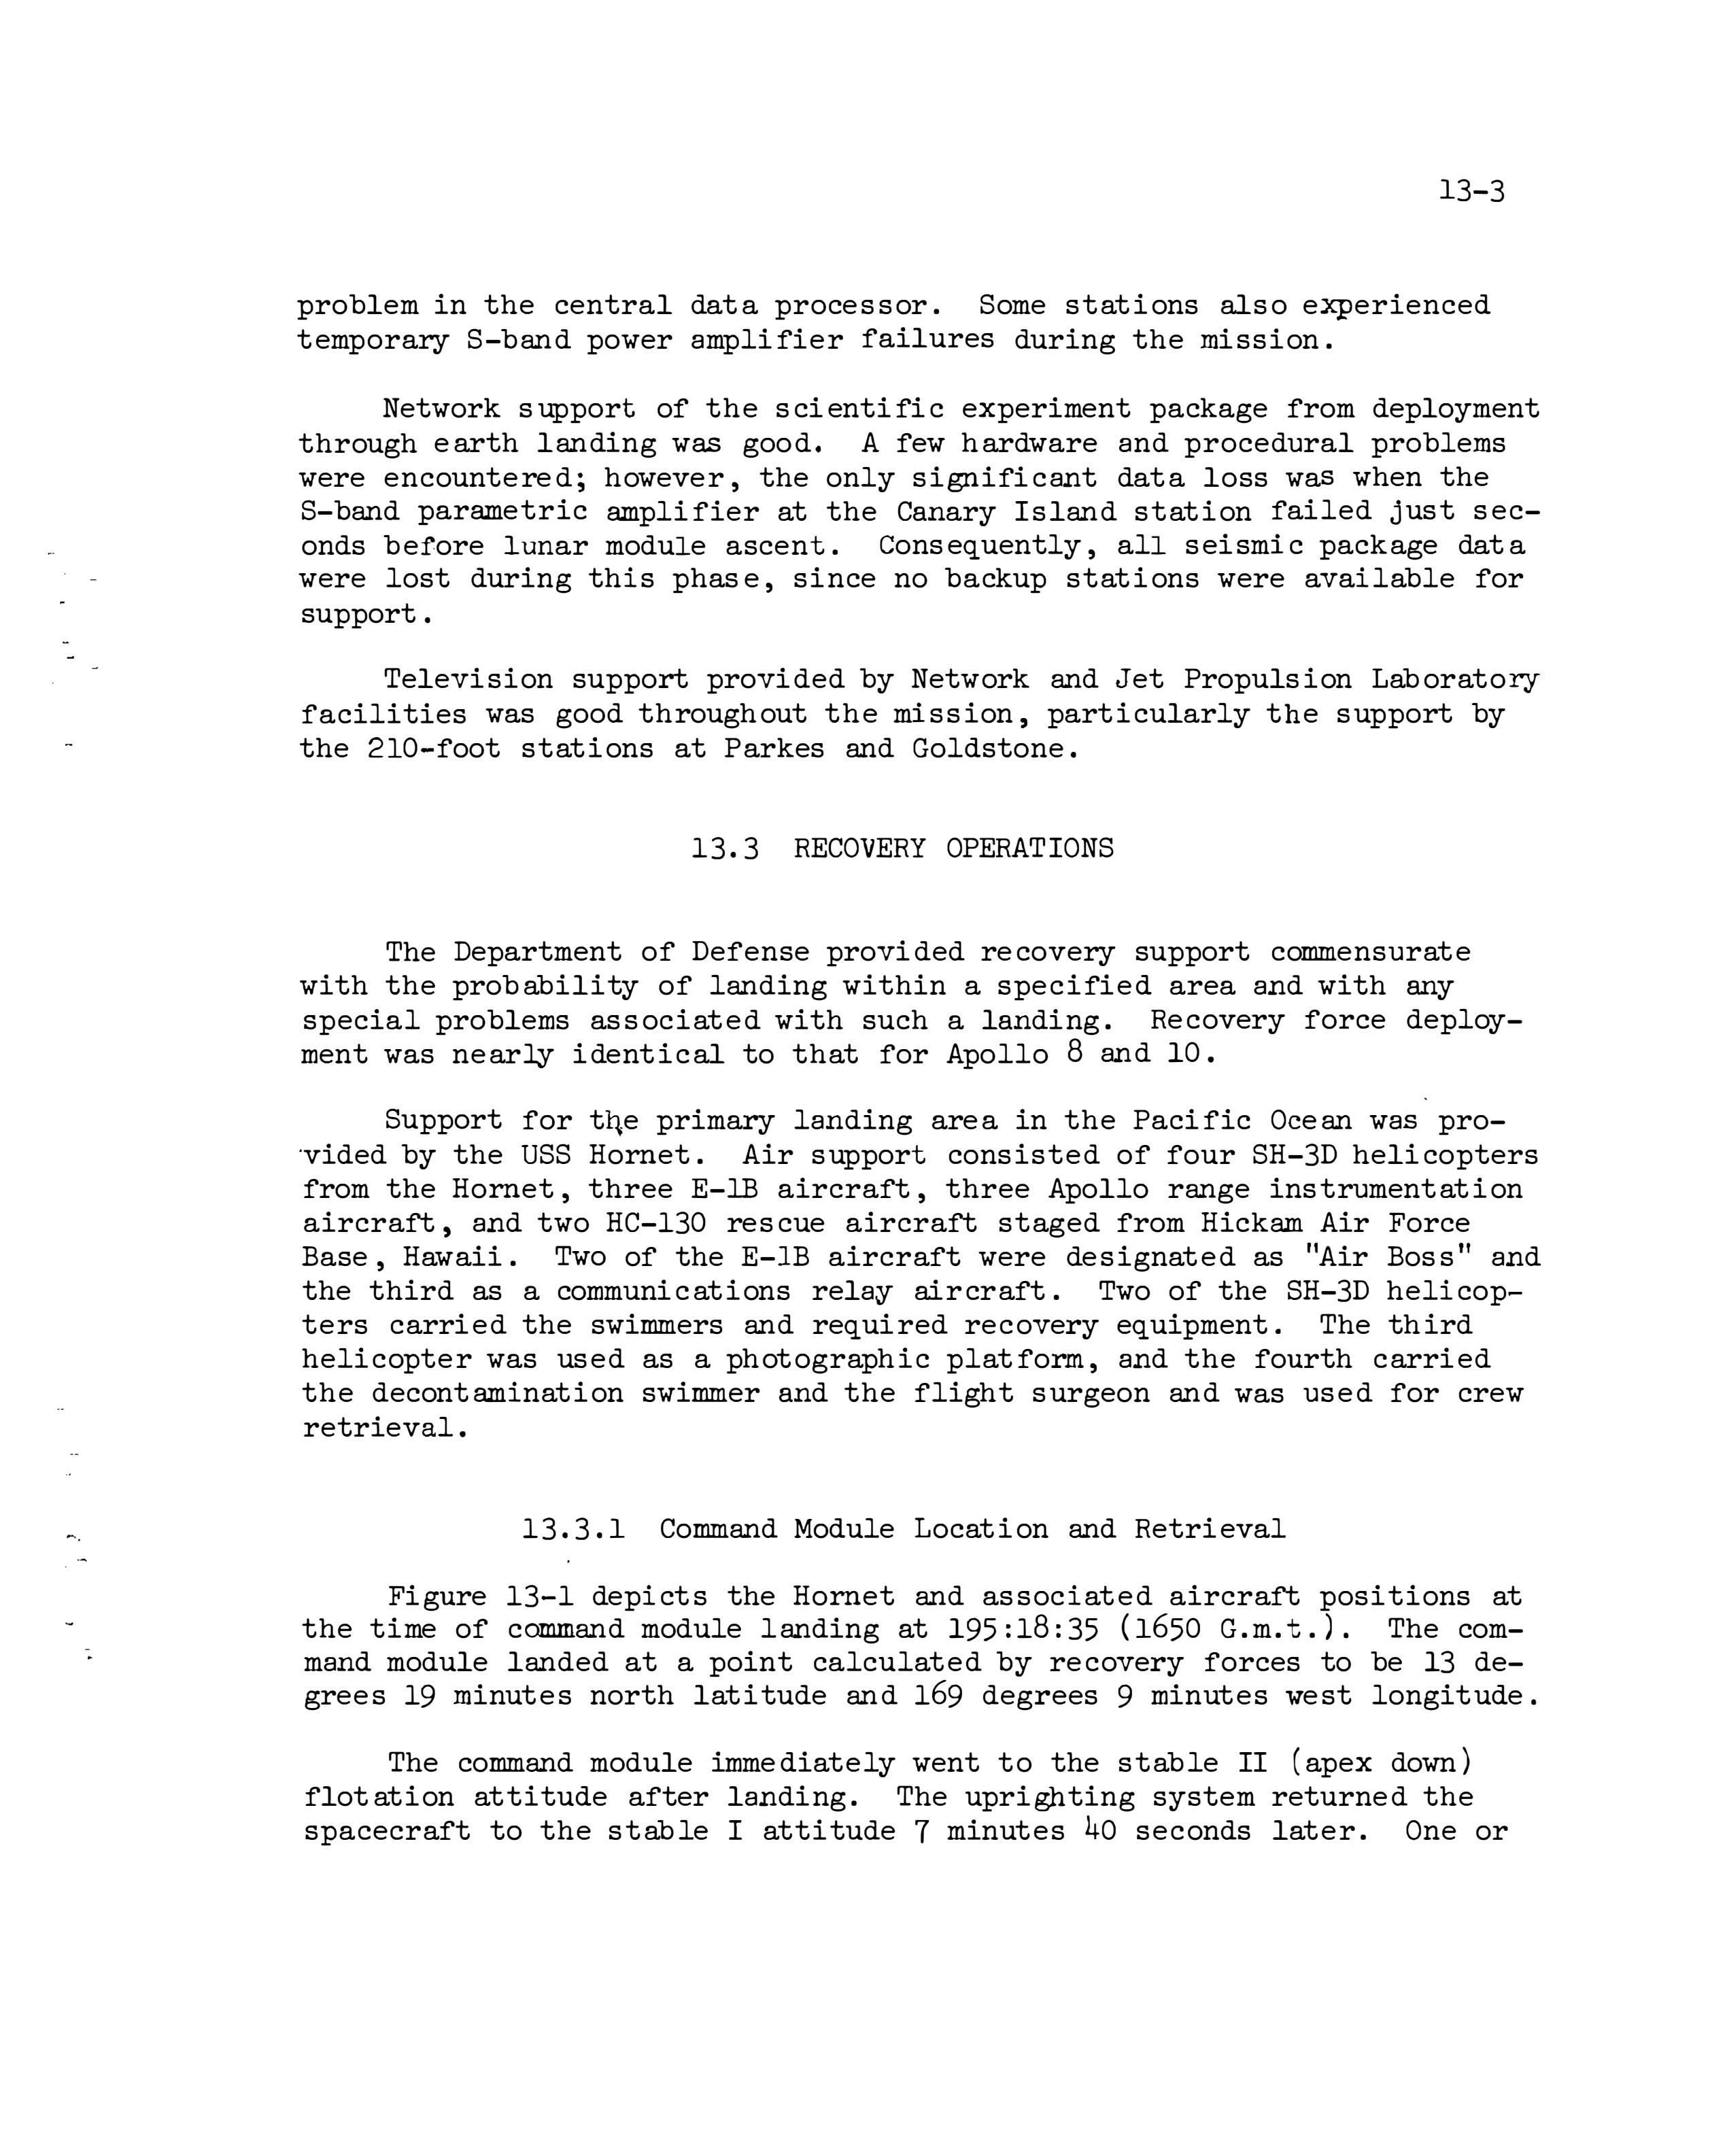 13-3
problem in the central data processor. Some stations also experienced
temporary S-band power amplifier failures during the mission.
Network support of the scientific experiment package from deployment
through earth landing was good. A few hardware and procedural problems
were encountered; however, the only significant data loss was when the
S-band parametric amplifier at the Canary Island station failed just sec-
onds before lunar module ascent. Consequently, all seismic package data
were lost during this phase, since no backup stations were available for
support.
Television support provided by Network and Jet Propulsion Laboratory
facilities was good throughout the mission, particularly the support by
the 210-foot stations at Parkes and Goldstone.
13.3 RECOVERY OPERATIONS
The Department of Defense provided recovery support commensurate
with the probability of landing within a specified area and with any
special problems associated with such a landing. Recovery force deploy-
ment was nearly identical to that for Apollo 8 and 10.
Support for the primary landing area in the Pacific Ocean was pro-
vided by the USS Hornet. Air support consisted of four SH-3D helicopters
from the Hornet, three E-1B aircraft, three Apollo range instrumentation
aircraft, and two HC-130 rescue aircraft staged from Hickam Air Force
Base, Hawaii. Two of the E-1B aircraft were designated as "Air Boss" and
the third as a communications relay aircraft. Two of the SH-3D helicop-
ters carried the swimmers and required recovery equipment. The third
helicopter was used as a photographic platform, and the fourth carried
the decontamination swimmer and the flight surgeon and was used for crew
retrieval.
13.3.1 Command Module Location and Retrieval
Figure 13-1 depicts the Hornet and associated aircraft positions at
the time of command module landing at 195:18:35 (1650 G.m.t.). The com-
mand module landed at a point calculated by recovery forces to be 13 de-
grees 19 minutes north latitude and 169 degrees 9 minutes west longitude.
The command module immediately went to the stable II (apex down)
flotation attitude after landing. The uprighting system returned the
spacecraft to the stable I attitude 7 minutes 40 seconds later. One or